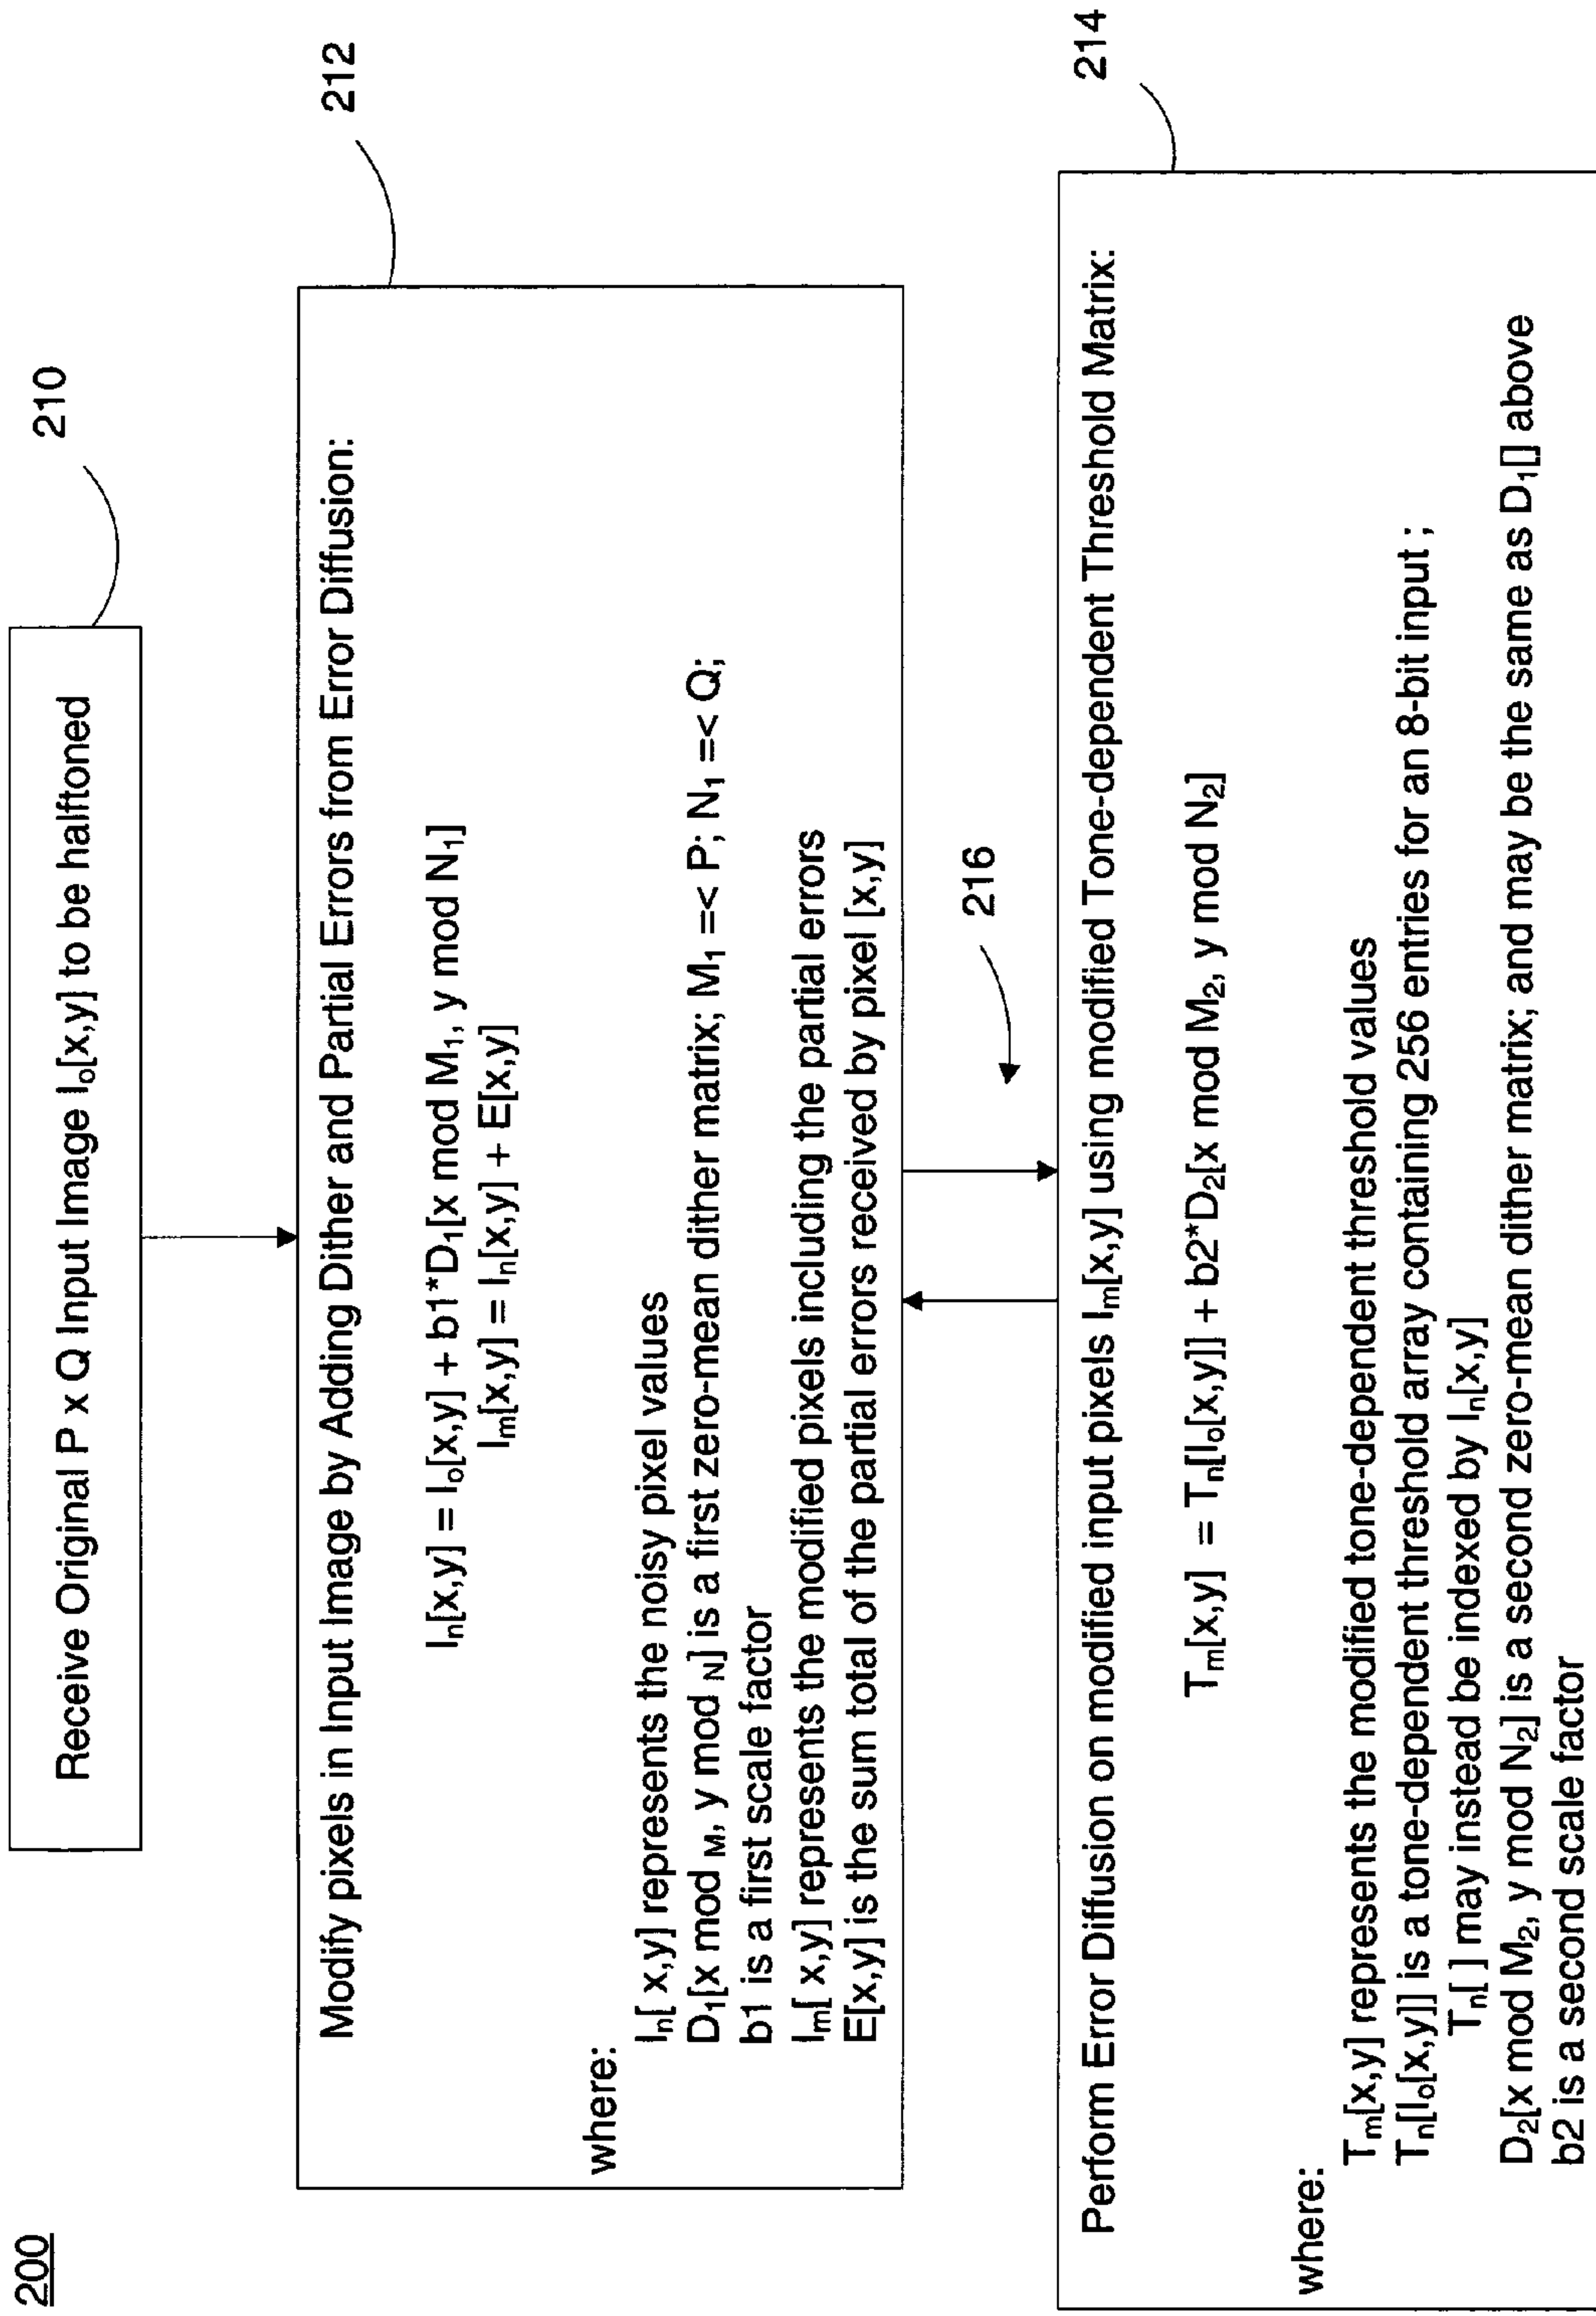 200
210
Receive Original P x Q Input Image Iₒ[x,y] to be halftoned
212
Modify pixels in Input Image by Adding Dither and Partial Errors from Error Diffusion:
Iₙ[x,y] = Iₒ[x,y] + b1*D₁[x mod M₁, y mod N₁]
Iₘ[x,y] = Iₙ[x,y] + E[x,y]
where:
Iₙ[ x,y] represents the noisy pixel values
D₁[x mod M, y mod N] is a first zero-mean dither matrix; M₁ =< P; N₁ =< Q;
b1 is a first scale factor
Iₘ[ x,y] represents the modified pixels including the partial errors
E[x,y] is the sum total of the partial errors received by pixel [x,y]
216
214
Perform Error Diffusion on modified input pixels Iₘ[x,y] using modified Tone-dependent Threshold Matrix:
Tₘ[x,y] = Tₙ[Iₒ[x,y]] + b2*D₂[x mod M₂, y mod N₂]
where:
Tₘ[x,y] represents the modified tone-dependent threshold values
Tₙ[Iₒ[x,y]] is a tone-dependent threshold array containing 256 entries for an 8-bit input ;
Tₙ[ ] may instead be indexed by Iₙ[x,y]
D₂[x mod M₂, y mod N₂] is a second zero-mean dither matrix; and may be the same as D₁[] above
b2 is a second scale factor